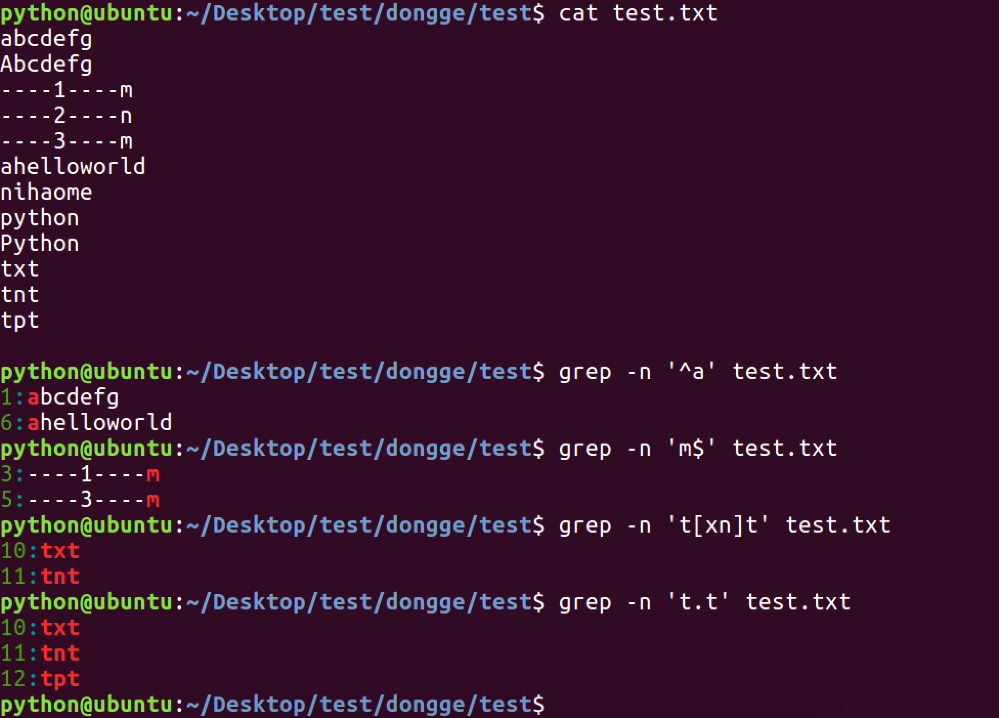 python@ubuntu:~/Desktop/test/dongge/test$ cat test.txt
abcdefg
Abcdefg
----1----m
----2----n
----3----m
ahelloworld
nihaome
python
Python
txt
tnt
tpt
python@ubuntu:~/Desktop/test/dongge/test$ grep -n '^a' test.txt
1:abcdefg
6:ahelloworld
python@ubuntu:~/Desktop/test/dongge/test$ grep -n 'm$' test.txt
3:----1----m
5:----3----m
python@ubuntu:~/Desktop/test/dongge/test$ grep -n 't[xn]t' test.txt
10:txt
11:tnt
python@ubuntu:~/Desktop/test/dongge/test$ grep -n 't.t' test.txt
10:txt
11:tnt
12:tpt
python@ubuntu:~/Desktop/test/dongge/test$